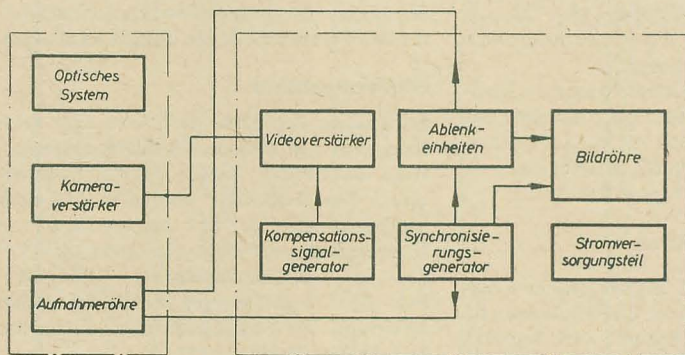 Optisches
System
Kamera-
verstärker
Aufnahmeröhre
Videoverstärker
Kompensations-
signal-
generator
Ablenk-
einheiten
Synchronisie-
rungs-
generator
Bildröhre
Stromver-
sorgungsteil